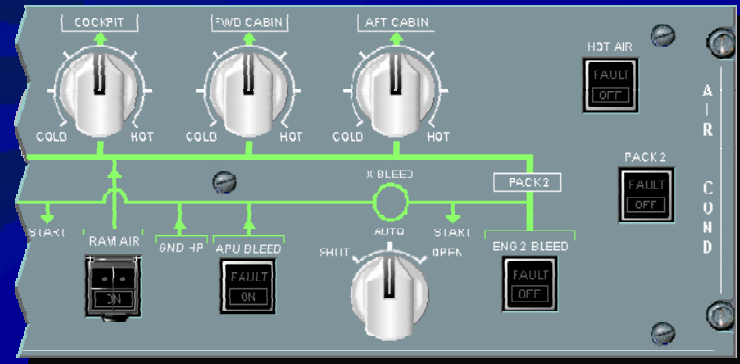 COCKPIT FWD CABIN AFT CABIN
HOT AIR
FAULT
OFF
COLD HOT COLD HOT COLD HOT
AIR COND
PACK 2
FAULT
OFF
X BLEED
PACK 2
START RAM AIR GND HP APU BLEED AUTO START
SHUT OPEN ENG 2 BLEED
ON
FAULT
ON
FAULT
OFF